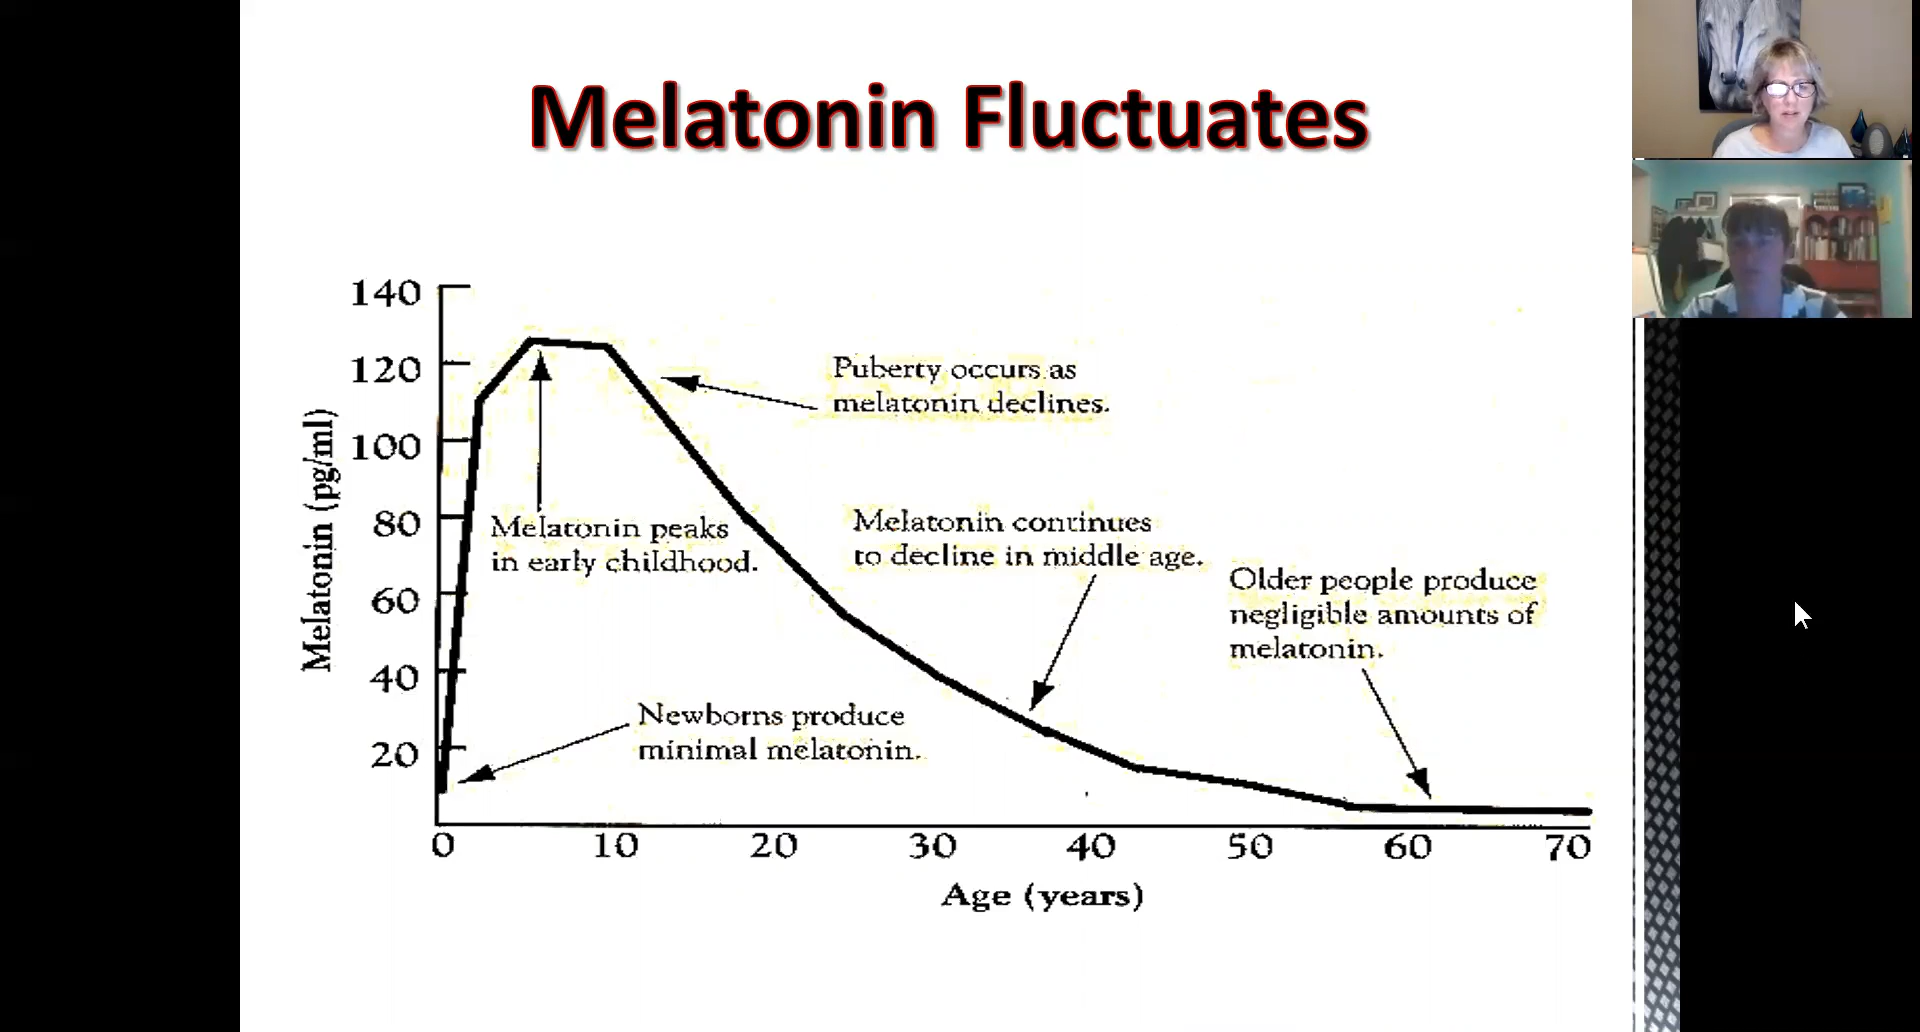 Melatonin Fluctuates
140
120
100
80
60
40
20
Melatonin (pg/ml)
Puberty occurs as
melatonin declines.
Melatonin peaks
in early childhood.
Melatonin continues
to decline in middle age.
Older people produce
negligible amounts of
melatonin.
Newborns produce
minimal melatonin.
0 10 20 30 40 50 60 70
Age (years)